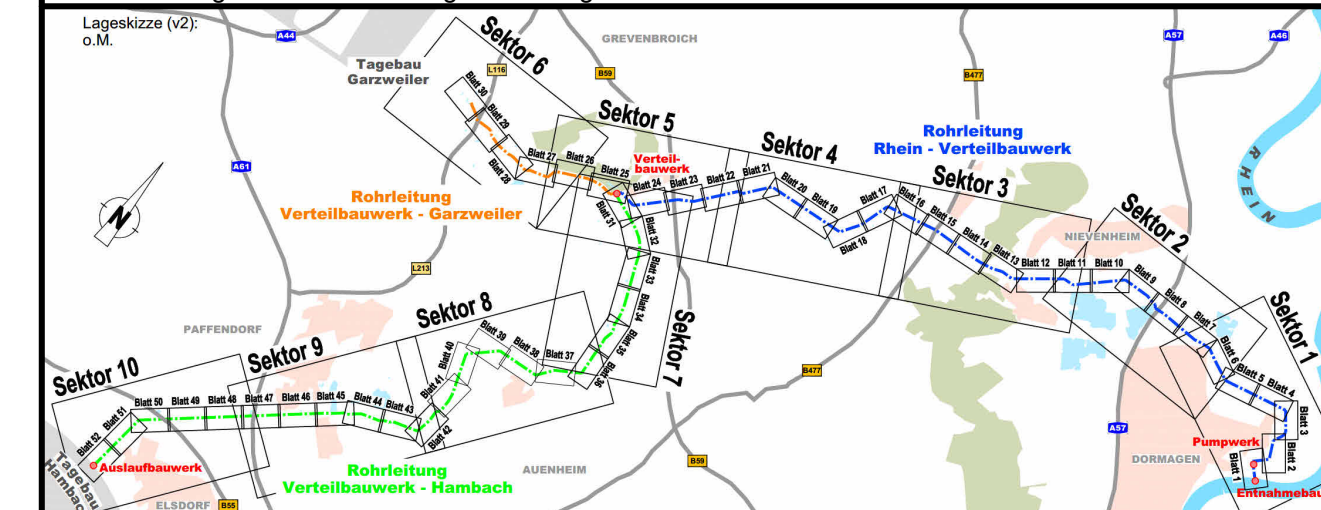 Lageskizze (v2):
o.M.
A44
GREVENBROICH
A57
A46
Sektor 6
Tagebau
Garzweiler
L116
B59
B477
Blatt 30
Blatt 29
Blatt 28
Blatt 27
Blatt 26
Blatt 25
Sektor 5
Verteil-
bauwerk
Sektor 4
Rohrleitung
Rhein - Verteilbauwerk
RHEIN
A61
Rohrleitung
Verteilbauwerk - Garzweiler
Blatt 31
Blatt 24
Blatt 23
Blatt 22
Blatt 21
Blatt 20
Blatt 19
Blatt 18
Blatt 17
Sektor 3
Blatt 16
Blatt 15
Blatt 14
Blatt 13
Blatt 12
Blatt 11
Blatt 10
NIEVENHEIM
Sektor 2
Blatt 9
Blatt 8
Blatt 7
Blatt 6
Blatt 5
Blatt 4
Blatt 3
Blatt 2
Blatt 1
Sektor 1
N
L213
Blatt 32
Blatt 33
Blatt 34
Blatt 35
Blatt 36
Sektor 7
PAFFENDORF
Sektor 8
Blatt 37
Blatt 38
Blatt 39
Blatt 40
Blatt 41
Blatt 42
B477
Sektor 9
Sektor 10
Blatt 43
Blatt 44
Blatt 45
Blatt 46
Blatt 47
Blatt 48
Blatt 49
Blatt 50
Blatt 51
Blatt 52
A57
Pumpwerk
DORMAGEN
Entnahmebau
Auslaufbauwerk
Rohrleitung
Verteilbauwerk - Hambach
AUENHEIM
B59
Tagebau
Hambach
ELSDORF
B55